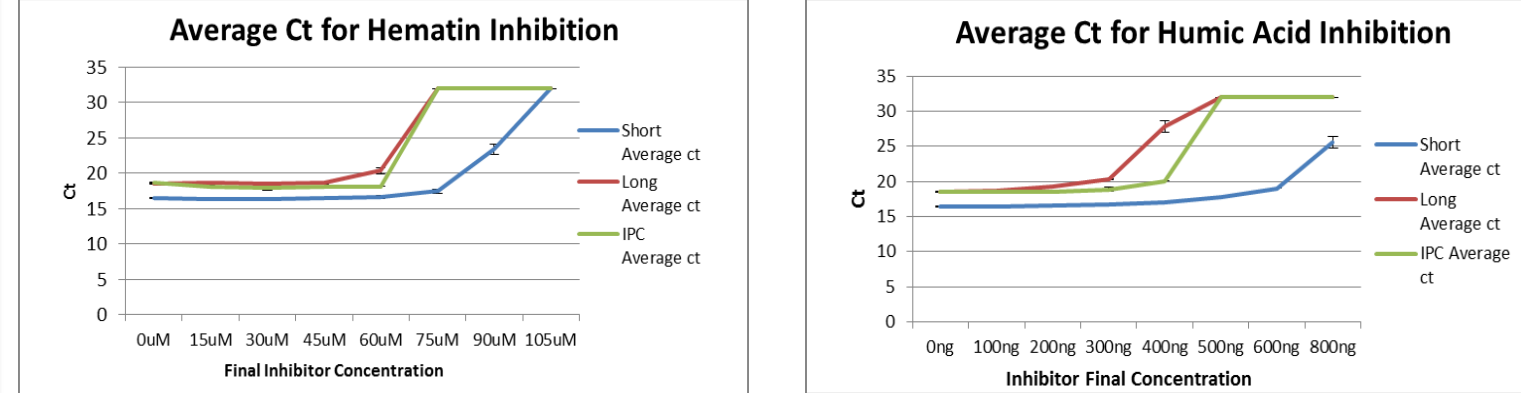 Average Ct for Hematin Inhibition
35
30
25
20
15
10
5
0
Ct
0uM 15uM 30uM 45uM 60uM 75uM 90uM 105uM
Final Inhibitor Concentration
Short
Average ct
Long
Average ct
IPC
Average ct
Average Ct for Humic Acid Inhibition
35
30
25
20
15
10
5
0
Ct
0ng 100ng 200ng 300ng 400ng 500ng 600ng 800ng
Inhibitor Final Concentration
Short
Average ct
Long
Average ct
IPC Average
ct